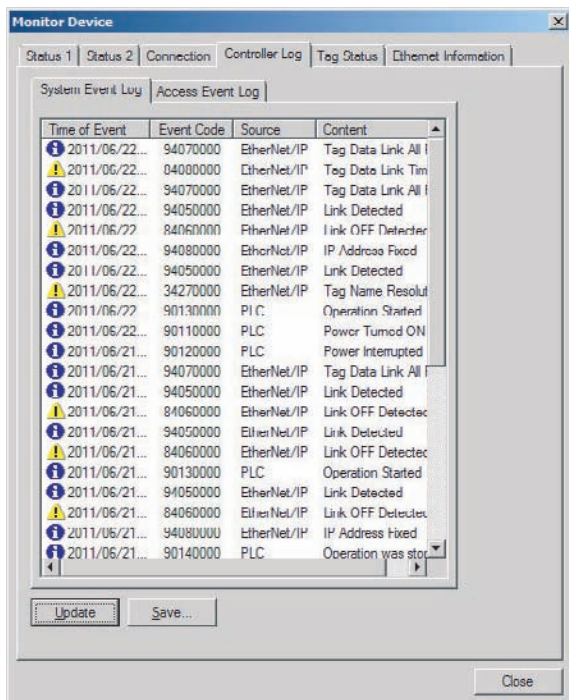 Monitor Device
Status 1 Status 2 Connection Controller Log Tag Status Ethernet Information
System Event Log Access Event Log
Time of Event Event Code Source Content
2011/06/22... 94070000 EtherNet/IP Tag Data Link All
2011/06/22... 84080000 EtherNet/IP Tag Data Link Tim
2011/06/22... 94070000 EtherNet/IP Tag Data Link All
2011/06/22... 94050000 EtherNet/IP Link Detected
2011/06/22... 84060000 EtherNet/IP Link OFF Detected
2011/06/22... 94080000 EtherNet/IP IP Address Fixed
2011/06/22... 94050000 EtherNet/IP Link Detected
2011/06/22... 34270000 EtherNet/IP Tag Name Resolut
2011/06/22... 90130000 PLC Operation Started
2011/06/22... 90110000 PLC Power Turned ON
2011/06/21... 90120000 PLC Power Interrupted
2011/06/21... 94070000 EtherNet/IP Tag Data Link All
2011/06/21... 94050000 EtherNet/IP Link Detected
2011/06/21... 84060000 EtherNet/IP Link OFF Detected
2011/06/21... 94050000 EtherNet/IP Link Detected
2011/06/21... 84060000 EtherNet/IP Link OFF Detected
2011/06/21... 90130000 PLC Operation Started
2011/06/21... 94050000 EtherNet/IP Link Detected
2011/06/21... 84060000 EtherNet/IP Link OFF Detected
2011/06/21... 94080000 EtherNet/IP IP Address Fixed
2011/06/21... 90140000 PLC Operation was stop
Update Save...
Close